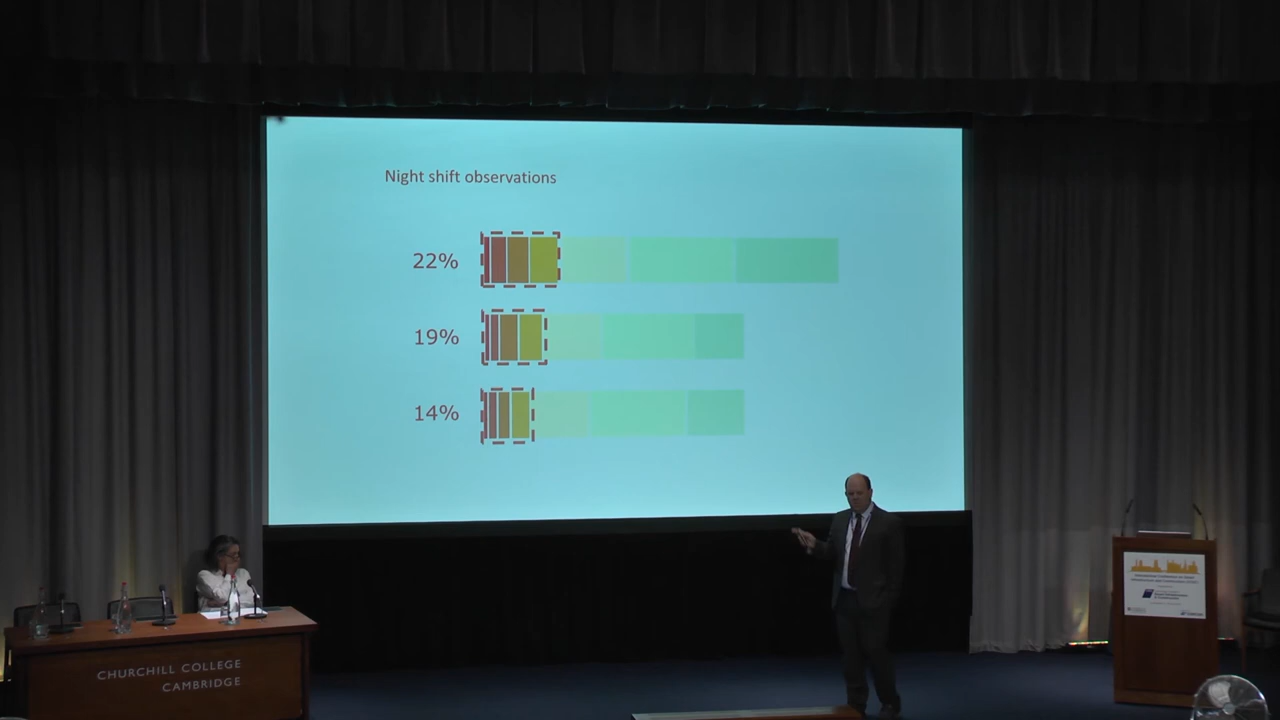 Night shift observations
22%
19%
14%
CHURCHILL COLLEGE
CAMBRIDGE